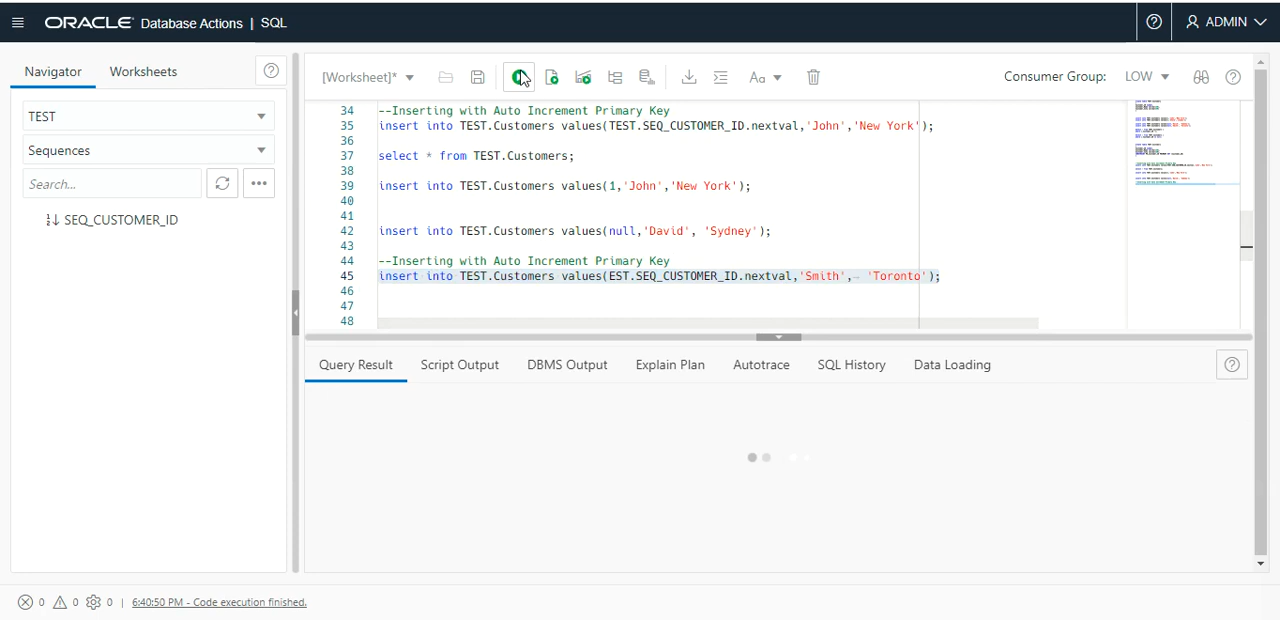 ORACLE Database Actions | SQL
ADMIN
Navigator
Worksheets
TEST
Sequences
Search...
SEQ_CUSTOMER_ID
[Worksheet]*
Aa
Consumer Group: LOW
34 --Inserting with Auto Increment Primary Key
35 insert into TEST.Customers values(TEST.SEQ_CUSTOMER_ID.nextval,'John','New York');
36
37 select * from TEST.Customers;
38
39 insert into TEST.Customers values(1,'John','New York');
40
41
42 insert into TEST.Customers values(null,'David', 'Sydney');
43
44 --Inserting with Auto Increment Primary Key
45 insert into TEST.Customers values(EST.SEQ_CUSTOMER_ID.nextval,'Smith', 'Toronto');
46
47
48
Query Result
Script Output
DBMS Output
Explain Plan
Autotrace
SQL History
Data Loading
0 0 0 | 6:40:50 PM - Code execution finished.